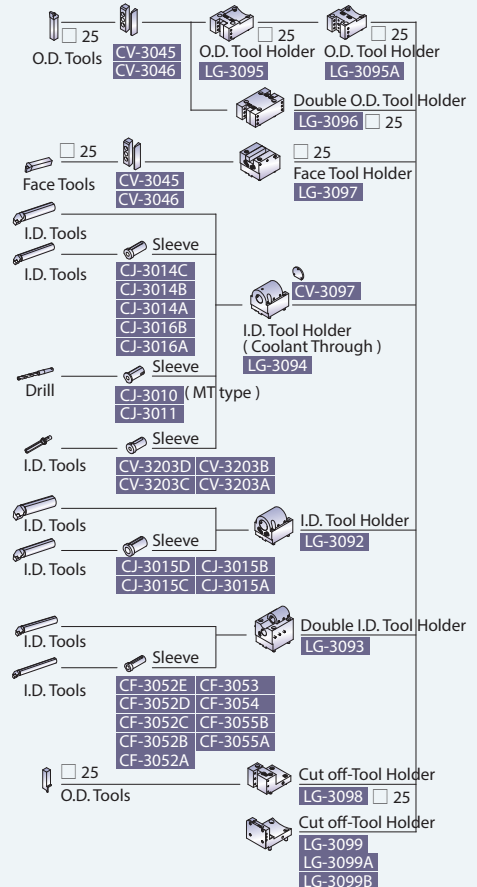 □ 25
O.D. Tools
CV-3045
CV-3046
□ 25
O.D. Tool Holder
LG-3095
□ 25
O.D. Tool Holder
LG-3095A
Double O.D. Tool Holder
LG-3096 □ 25
□ 25
Face Tools
CV-3045
CV-3046
□ 25
Face Tool Holder
LG-3097
I.D. Tools
I.D. Tools
Sleeve
CJ-3014C
CJ-3014B
CJ-3014A
CJ-3016B
CJ-3016A
CV-3097
I.D. Tool Holder
( Coolant Through )
LG-3094
Drill
Sleeve
CJ-3010 ( MT type )
CJ-3011
I.D. Tools
Sleeve
CV-3203D CV-3203B
CV-3203C CV-3203A
I.D. Tools
I.D. Tools
Sleeve
CJ-3015D CJ-3015B
CJ-3015C CJ-3015A
I.D. Tool Holder
LG-3092
I.D. Tools
I.D. Tools
Sleeve
CF-3052E CF-3053
CF-3052D CF-3054
CF-3052C CF-3055B
CF-3052B CF-3055A
CF-3052A
Double I.D. Tool Holder
LG-3093
□ 25
O.D. Tools
Cut off-Tool Holder
LG-3098 □ 25
Cut off-Tool Holder
LG-3099
LG-3099A
LG-3099B